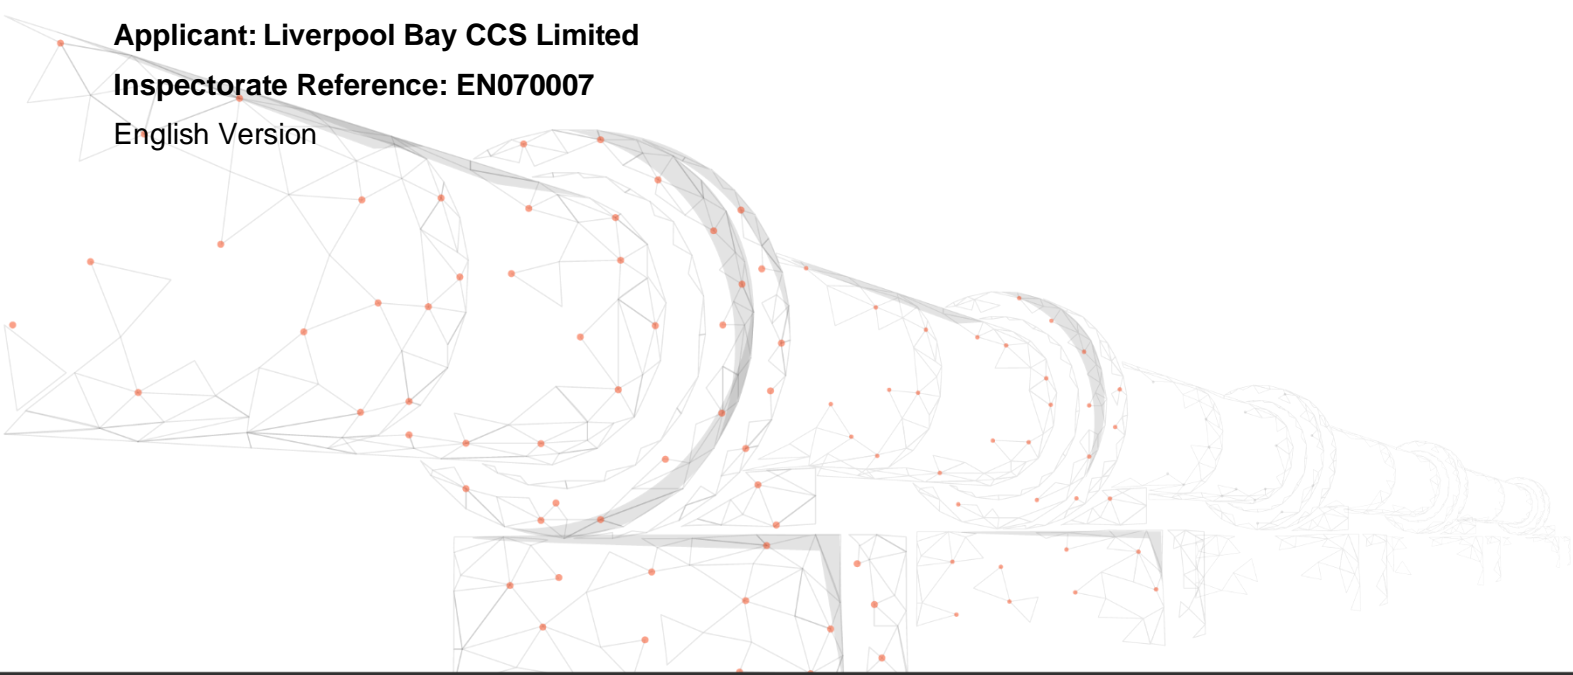 Applicant: Liverpool Bay CCS Limited
Inspectorate Reference: EN070007
English Version